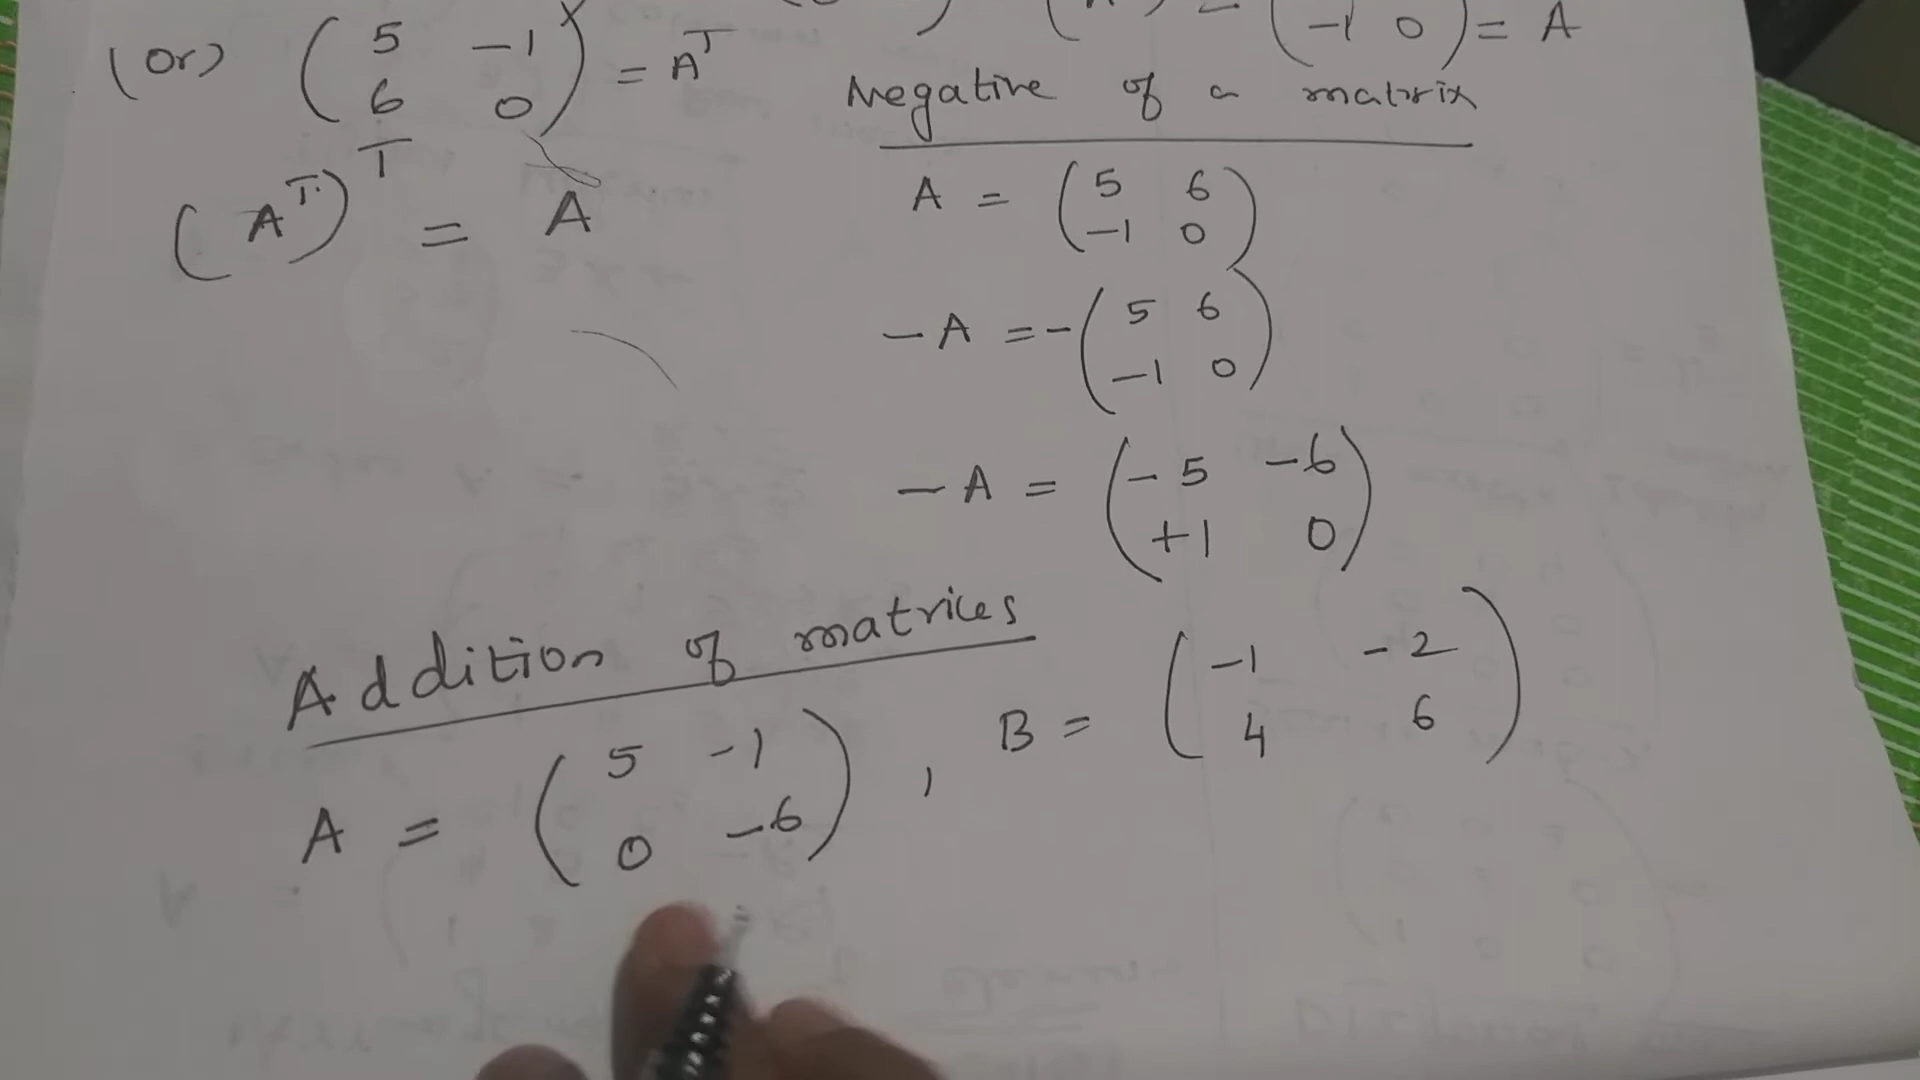 (or) ( 5 -1
6 0 ) = A^T
(A^T)^T = A
( -1 0 ) = A
Negative of a matrix
A = ( 5 6
-1 0 )
-A = - ( 5 6
-1 0 )
-A = ( -5 -6
+1 0 )
Addition of matrices
A = ( 5 -1
0 -6 ) , B = ( -1 -2
4 6 )